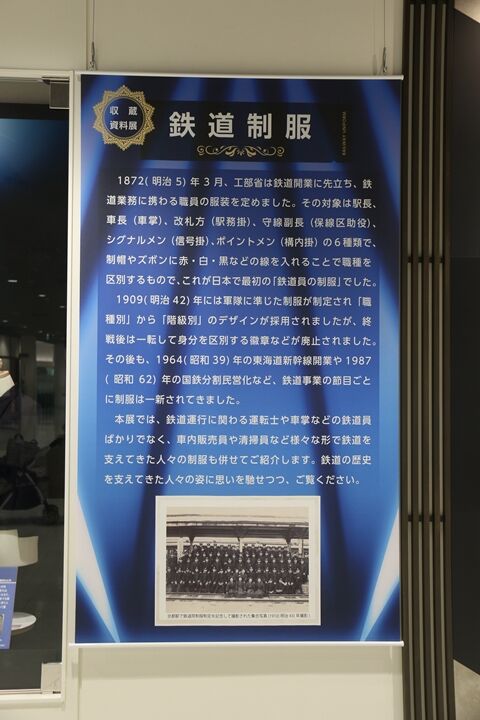 収蔵
資料展
鉄道制服
RAILWAY UNIFORM
1872(明治5)年3月、工部省は鉄道開業に先立ち、鉄
道業務に携わる職員の服装を定めました。その対象は駅長、
車長（車掌）、改札方（駅務掛）、守線副長（保線区助役）、
シグナルメン（信号掛）、ポイントメン（構内掛）の6種類で、
制帽やズボンに赤・白・黒などの線を入れることで職種を
区別するもので、これが日本で最初の「鉄道員の制服」でした。
1909(明治42)年には軍隊に準じた制服が制定され「職
種別」から「階級別」のデザインが採用されましたが、終
戦後は一転して身分を区別する徽章などが廃止されました。
その後も、1964(昭和39)年の東海道新幹線開業や1987
(昭和62)年の国鉄分割民営化など、鉄道事業の節目ごと
に制服は一新されてきました。
本展では、鉄道運行に関わる運転士や車掌などの鉄道員
ばかりでなく、車内販売員や清掃員など様々な形で鉄道を
支えてきた人々の制服も併せてご紹介します。鉄道の歴史
を支えてきた人々の姿に思いを馳せつつ、ご覧ください。